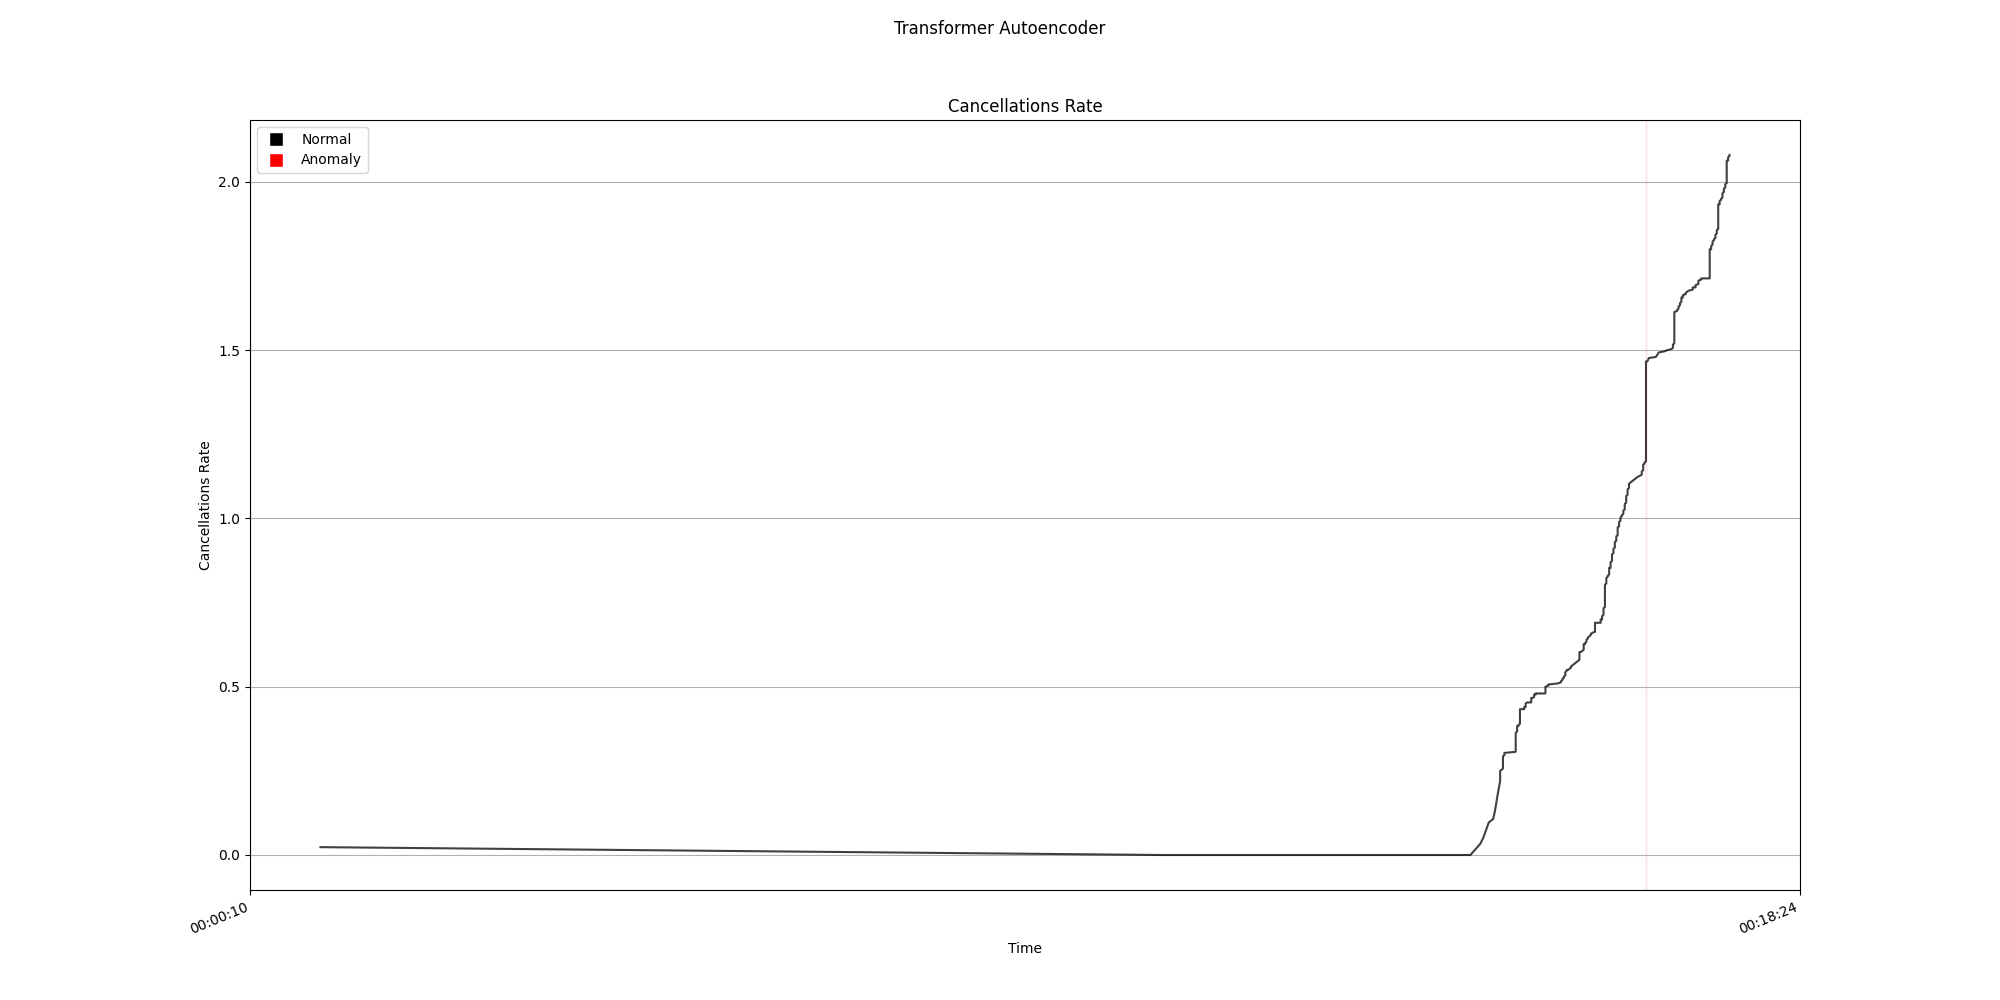 Transformer Autoencoder
Cancellations Rate
Normal
Anomaly
2.0
1.5
1.0
0.5
0.0
Cancellations Rate
00:00:10
00:18:24
Time